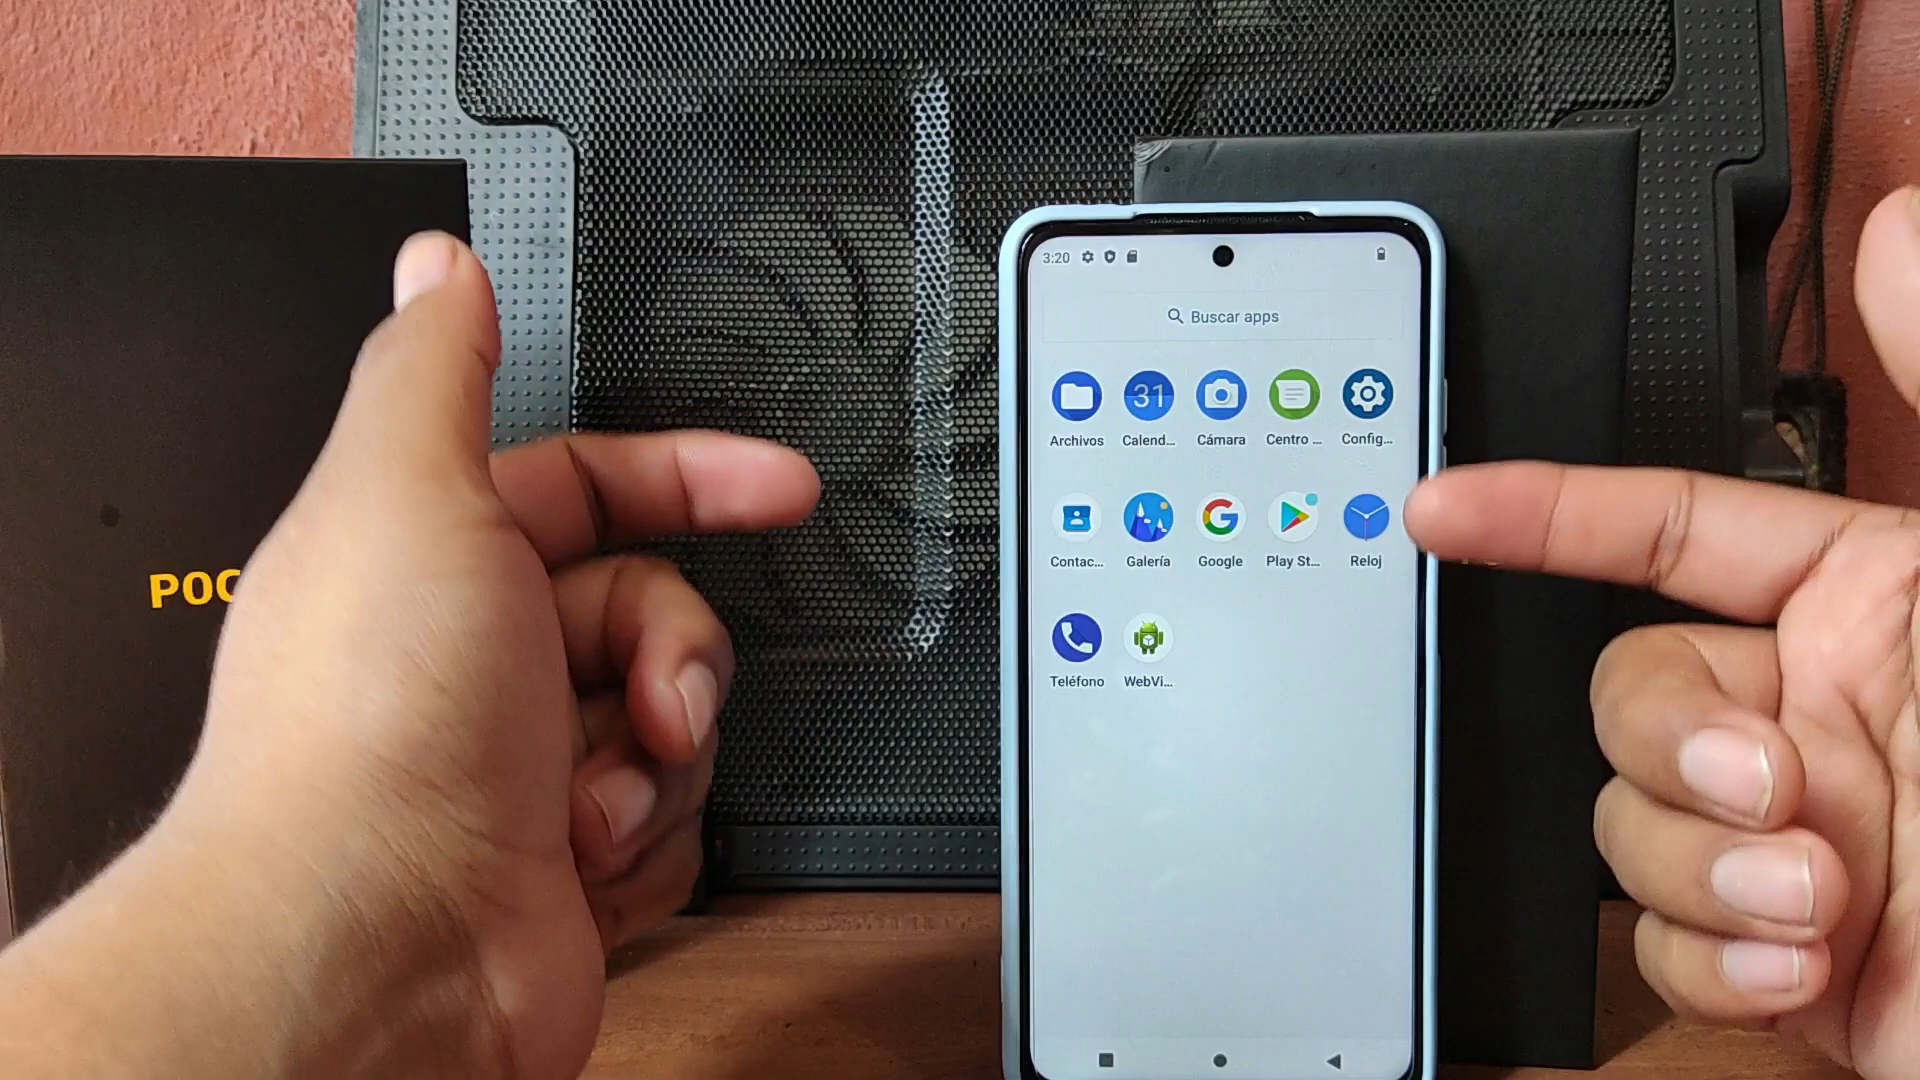 POC
3:20
Buscar apps
31
Archivos Calend... Cámara Centro ... Config...
G
Contac... Galería Google Play St... Reloj
Teléfono WebVi...